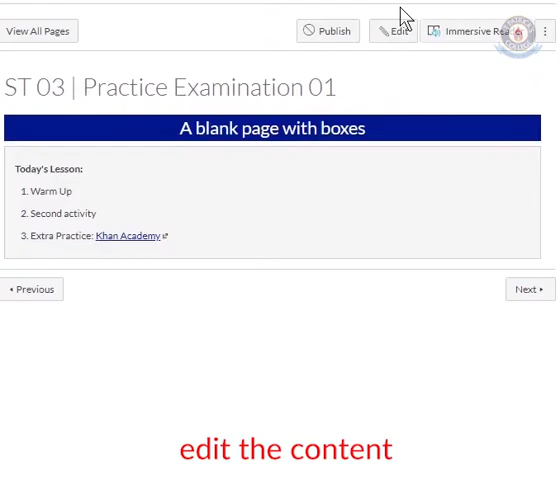 View All Pages
Publish
Edit
Immersive Reader
ST 03 | Practice Examination 01
A blank page with boxes
Today's Lesson:
1. Warm Up
2. Second activity
3. Extra Practice: Khan Academy
Previous
Next
edit the content